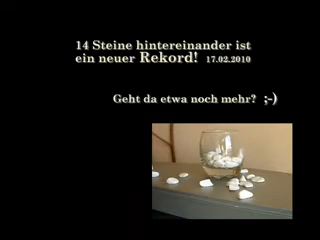 14 Steine hintereinander ist
ein neuer Rekord! 17.02.2010
Geht da etwa noch mehr? ;-)